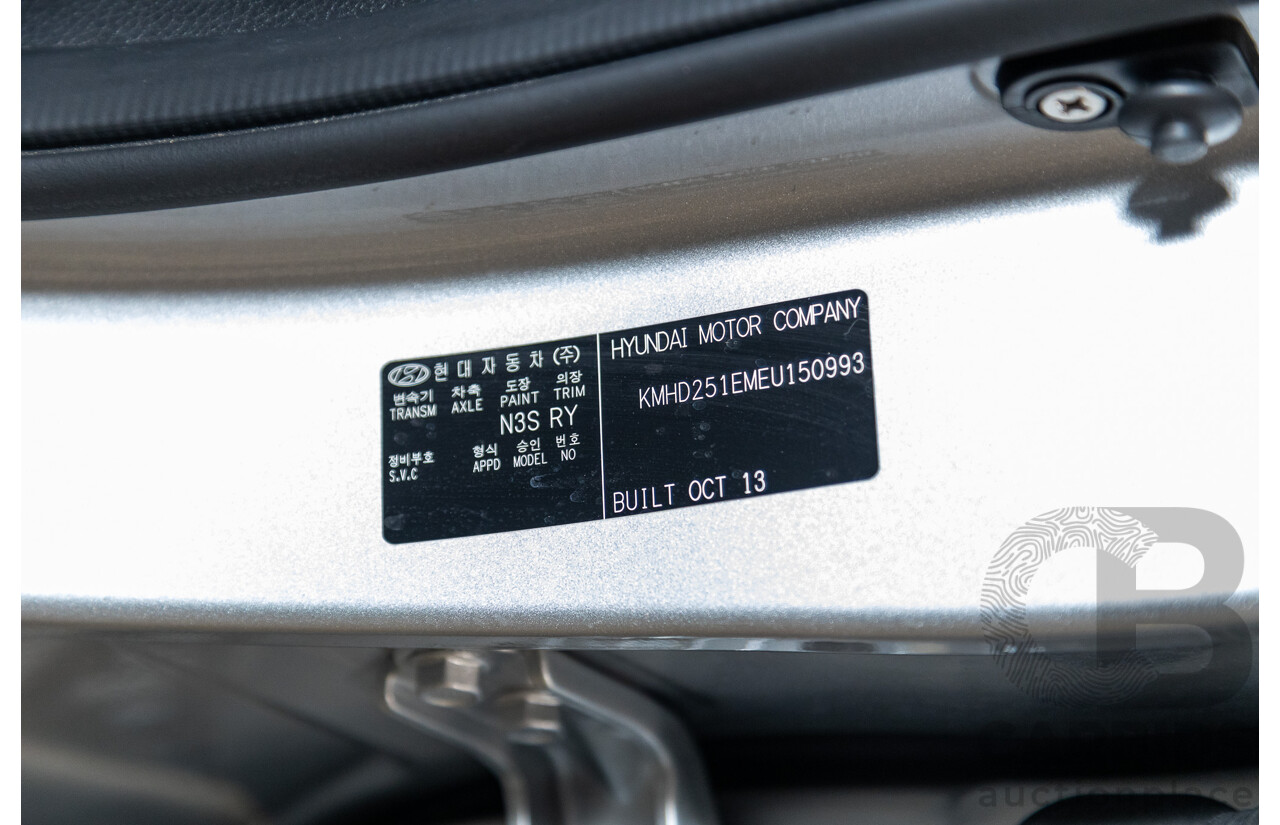 현대자동차(주)
변속기 차축 도장 의장
TRANSM AXLE PAINT TRIM
N3S RY
정비부호 형식 승인 번호
S.V.C APPD MODEL NO
HYUNDAI MOTOR COMPANY
KMHD251EMEU150993
BUILT OCT 13
CB
auctionpiece